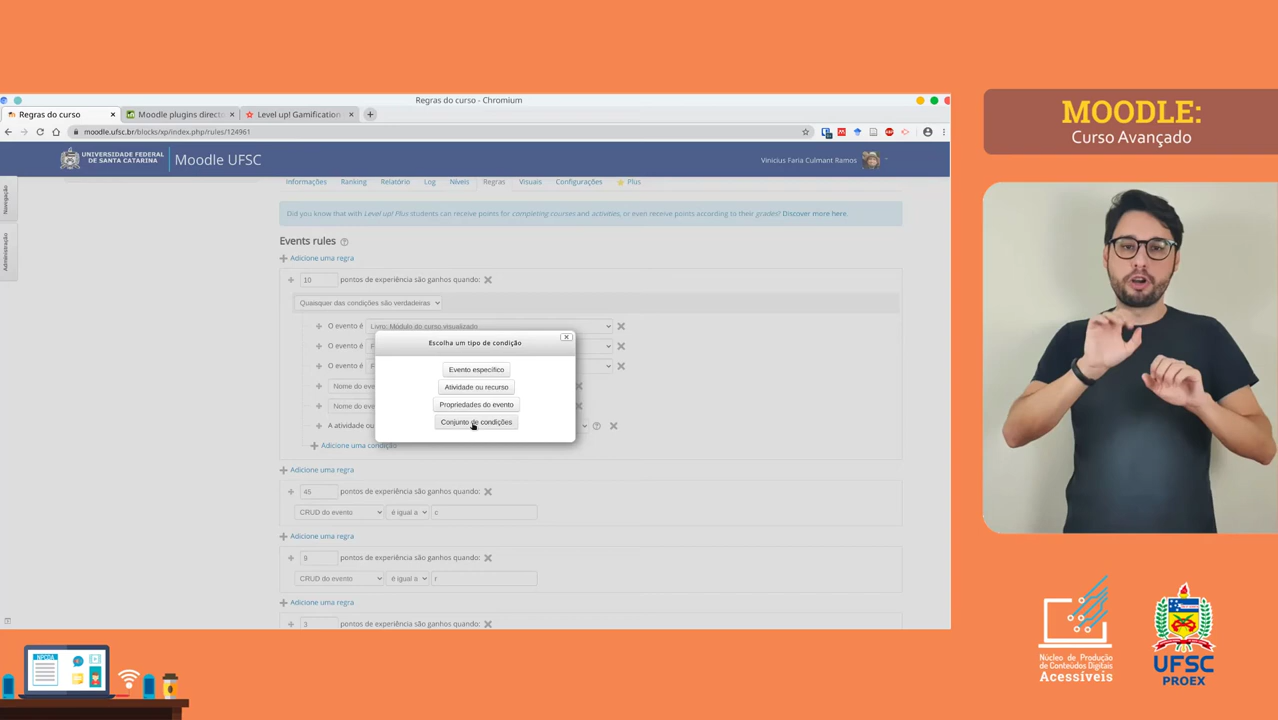 Regras do curso - Chromium
Regras do curso
Moodle plugins direct
Level up! Gamification
moodle.ufsc.br/blocks/xp/index.php/rules/124961
UNIVERSIDADE FEDERAL
DE SANTA CATARINA
Moodle UFSC
Vinicius Faria Culmant Ramos
Navegação
Administração
Informações Ranking Relatório Log Níveis Regras Visuais Configurações Plus
Did you know that with Level up! Plus students can receive points for completing courses and activities, or even receive points according to their grades? Discover more here.
Events rules
Adicione uma regra
10 pontos de experiência são ganhos quando:
Quaisquer das condições são verdadeiras
O evento é Livro: Módulo do curso visualizado
O evento é F
O evento é F
Nome do eve
Nome do eve
A atividade ou
Adicione uma condição
Escolha um tipo de condição
Evento específico
Atividade ou recurso
Propriedades do evento
Conjunto de condições
Adicione uma regra
45 pontos de experiência são ganhos quando:
CRUD do evento é igual a c
Adicione uma regra
8 pontos de experiência são ganhos quando:
CRUD do evento é igual a r
Adicione uma regra
3 pontos de experiência são ganhos quando:
MOODLE:
Curso Avançado
Núcleo de Produção
de Conteúdos Digitais
Acessíveis
UFSC
PROEX